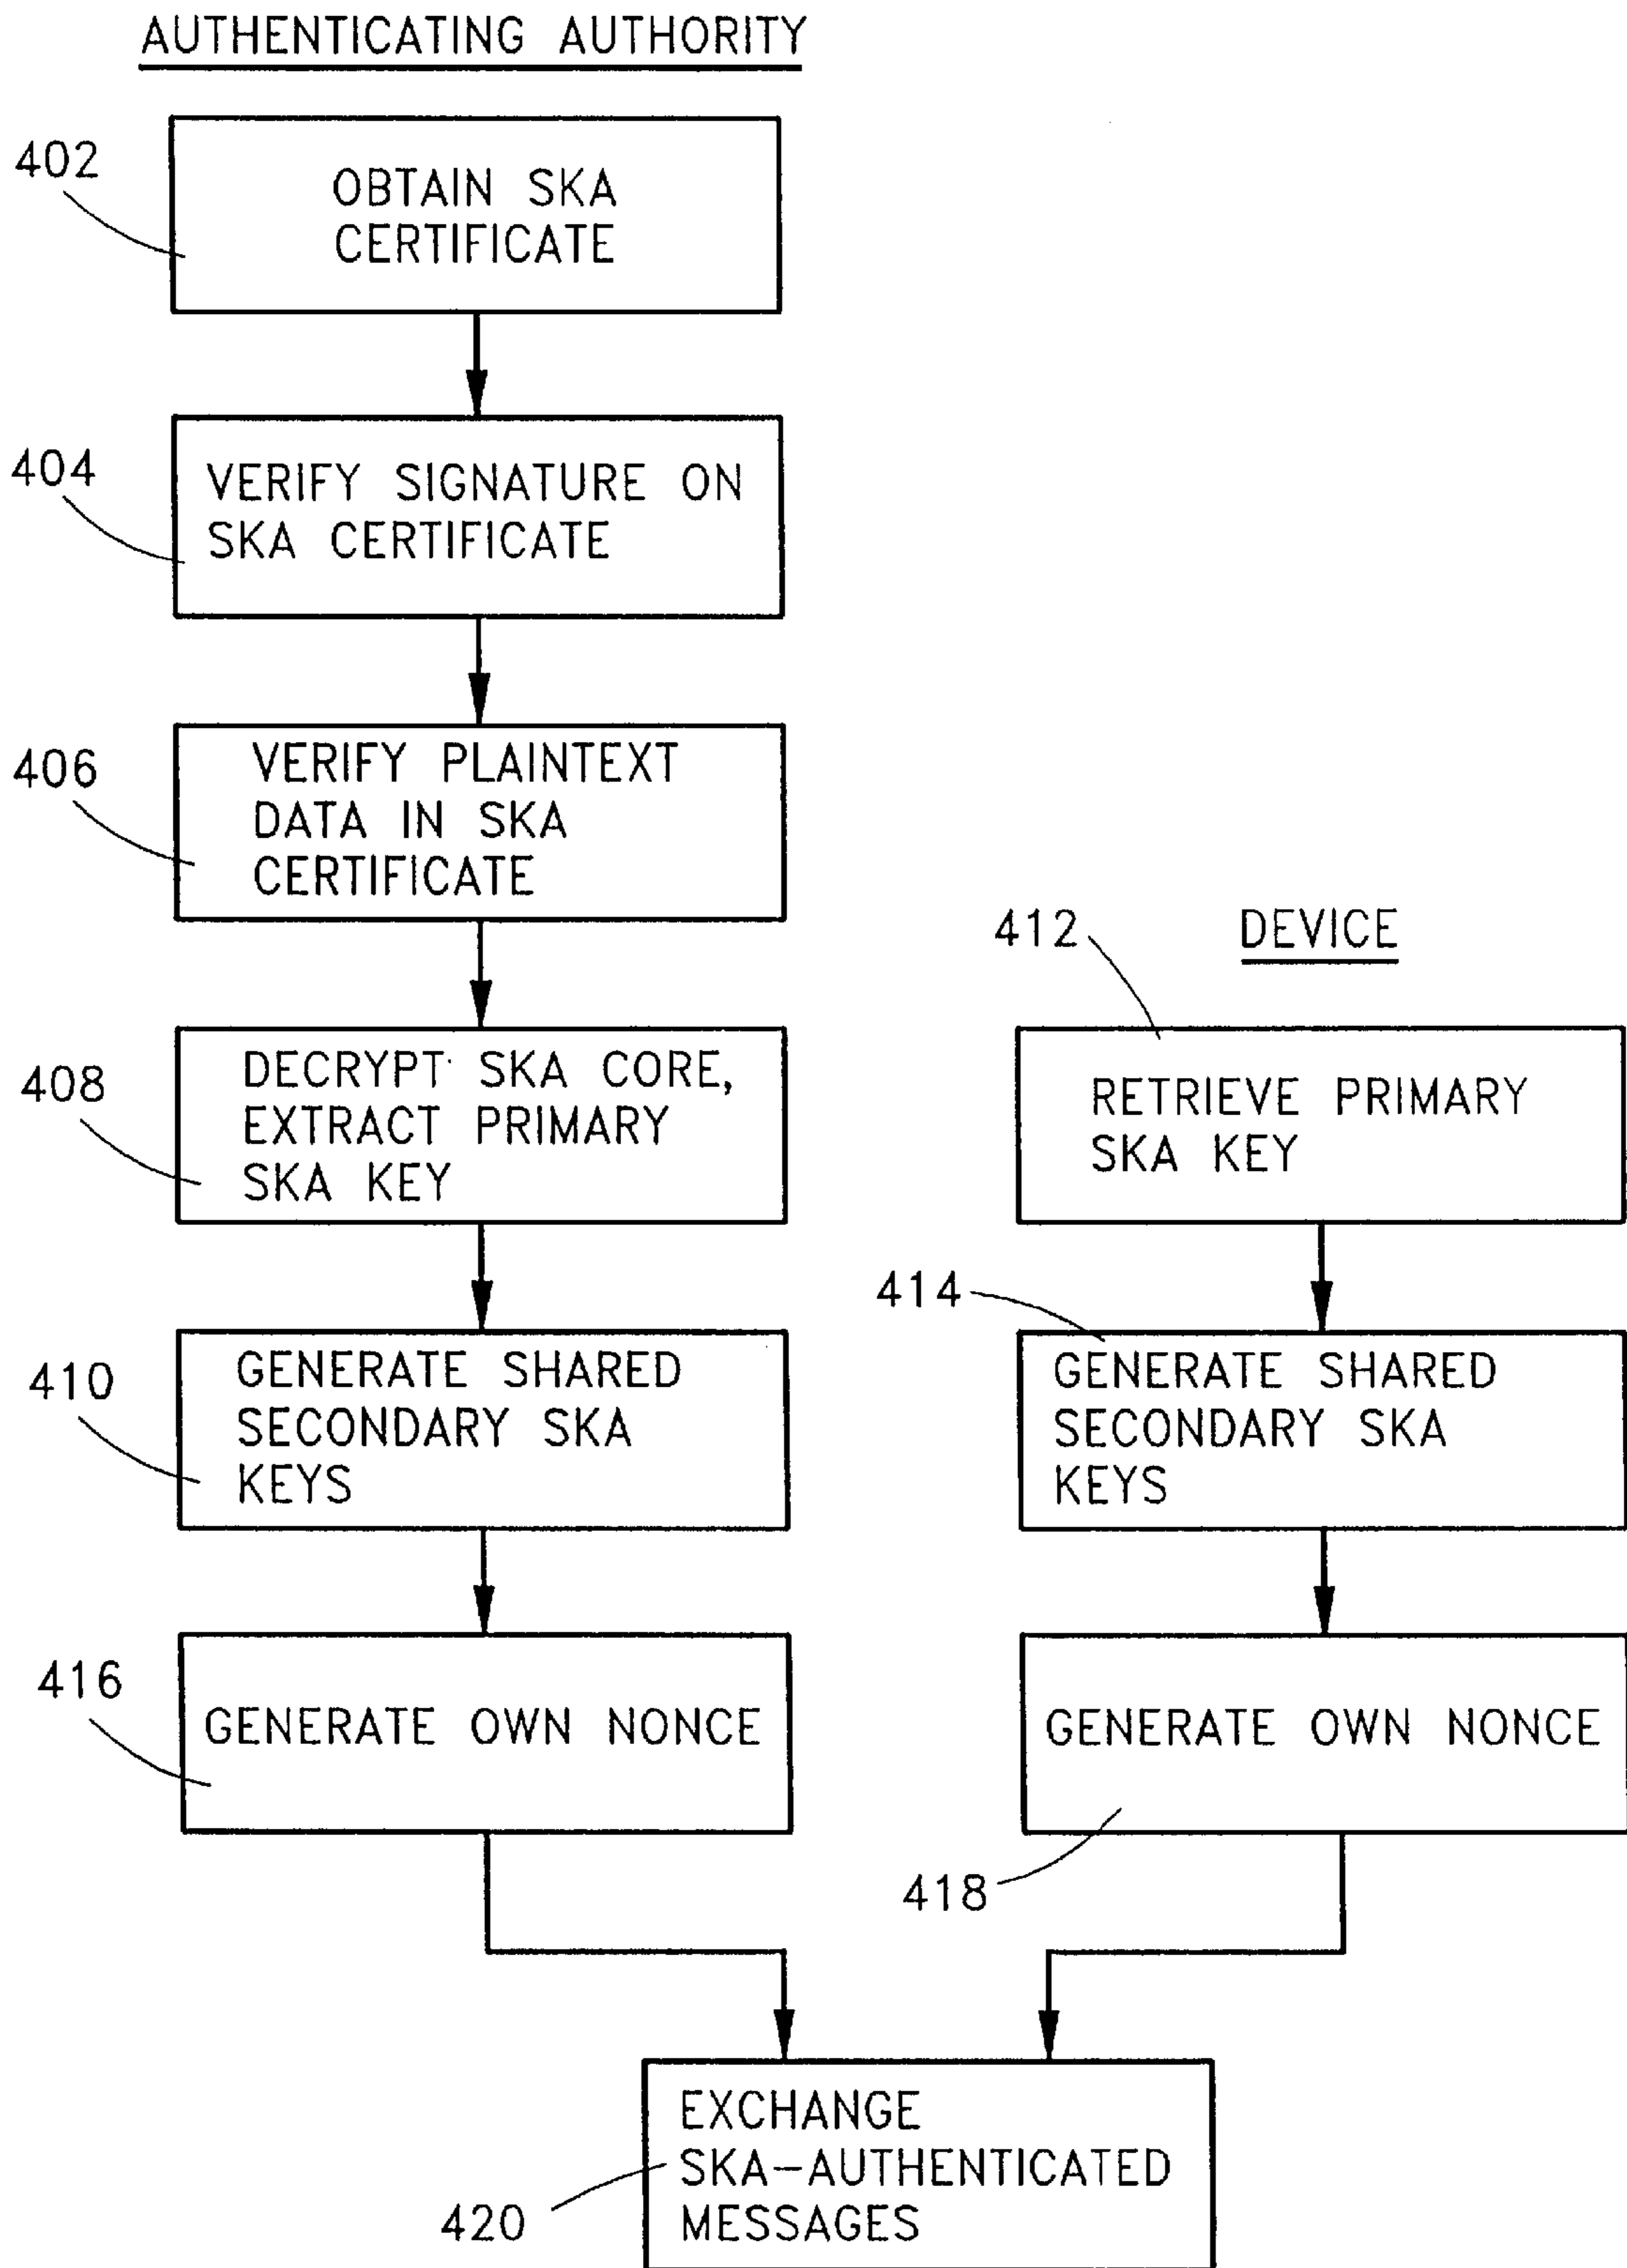 AUTHENTICATING AUTHORITY
402
OBTAIN SKA
CERTIFICATE
404
VERIFY SIGNATURE ON
SKA CERTIFICATE
406
VERIFY PLAINTEXT
DATA IN SKA
CERTIFICATE
408
DECRYPT SKA CORE,
EXTRACT PRIMARY
SKA KEY
410
GENERATE SHARED
SECONDARY SKA
KEYS
416
GENERATE OWN NONCE
DEVICE
412
RETRIEVE PRIMARY
SKA KEY
414
GENERATE SHARED
SECONDARY SKA
KEYS
GENERATE OWN NONCE
418
EXCHANGE
SKA-AUTHENTICATED
MESSAGES
420